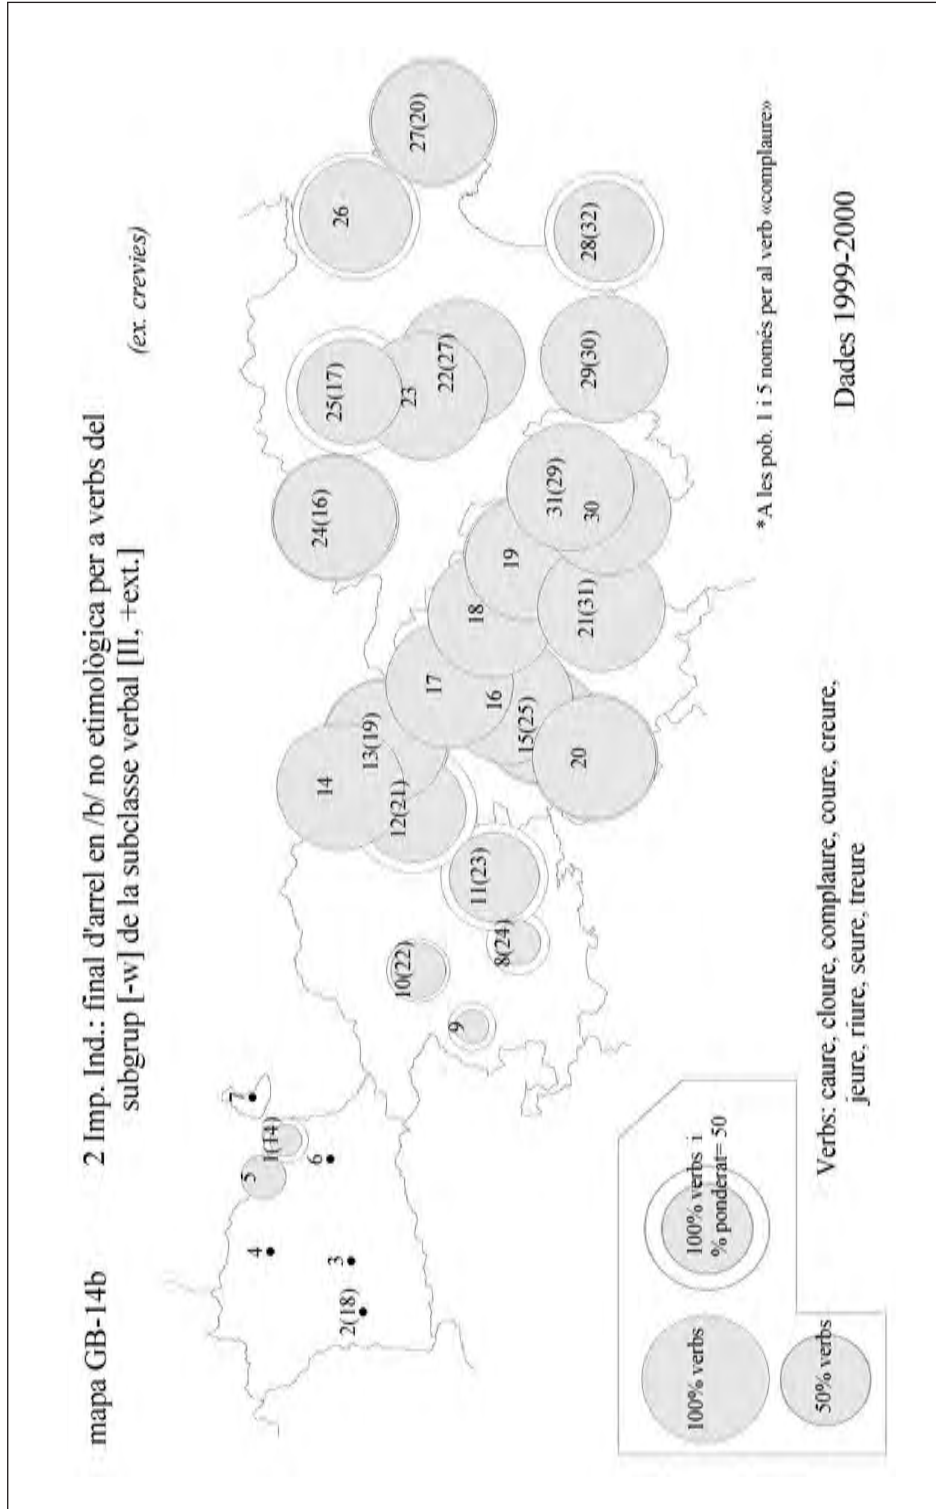 mapa GB-14b
2 Imp. Ind.: final d'arrel en /b/ no etimològica per a verbs del
subgrup [-w] de la subclasse verbal [II, +ext.]
(ex. crevies)
7
5
1(14)
6
4
3
2(18)
14
13(19)
12(21)
10(22)
11(23)
8(24)
9
17
16
15(25)
20
18
19
21(31)
31(29)
30
24(16)
25(17)
23
22(27)
29(30)
26
27(20)
28(32)
100% verbs
50% verbs
100% verbs i
% ponderat= 50
*A les pob. 1 i 5 només per al verb «complaure»
Verbs: caure, cloure, complaure, coure, creure,
jeure, riure, seure, treure
Dades 1999-2000